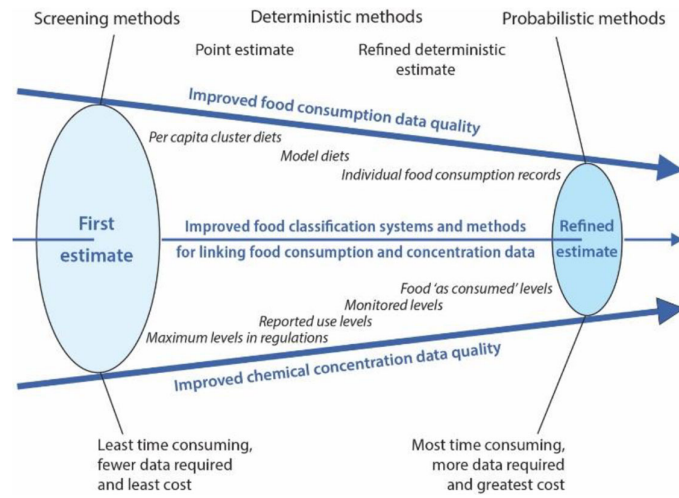 Screening methods
Deterministic methods
Probabilistic methods
Point estimate
Refined deterministic
estimate
Improved food consumption data quality
Per capita cluster diets
Model diets
Individual food consumption records
First
estimate
Improved food classification systems and methods
for linking food consumption and concentration data
Refined
estimate
Food ‘as consumed’ levels
Monitored levels
Reported use levels
Maximum levels in regulations
Improved chemical concentration data quality
Least time consuming,
fewer data required
and least cost
Most time consuming,
more data required
and greatest cost